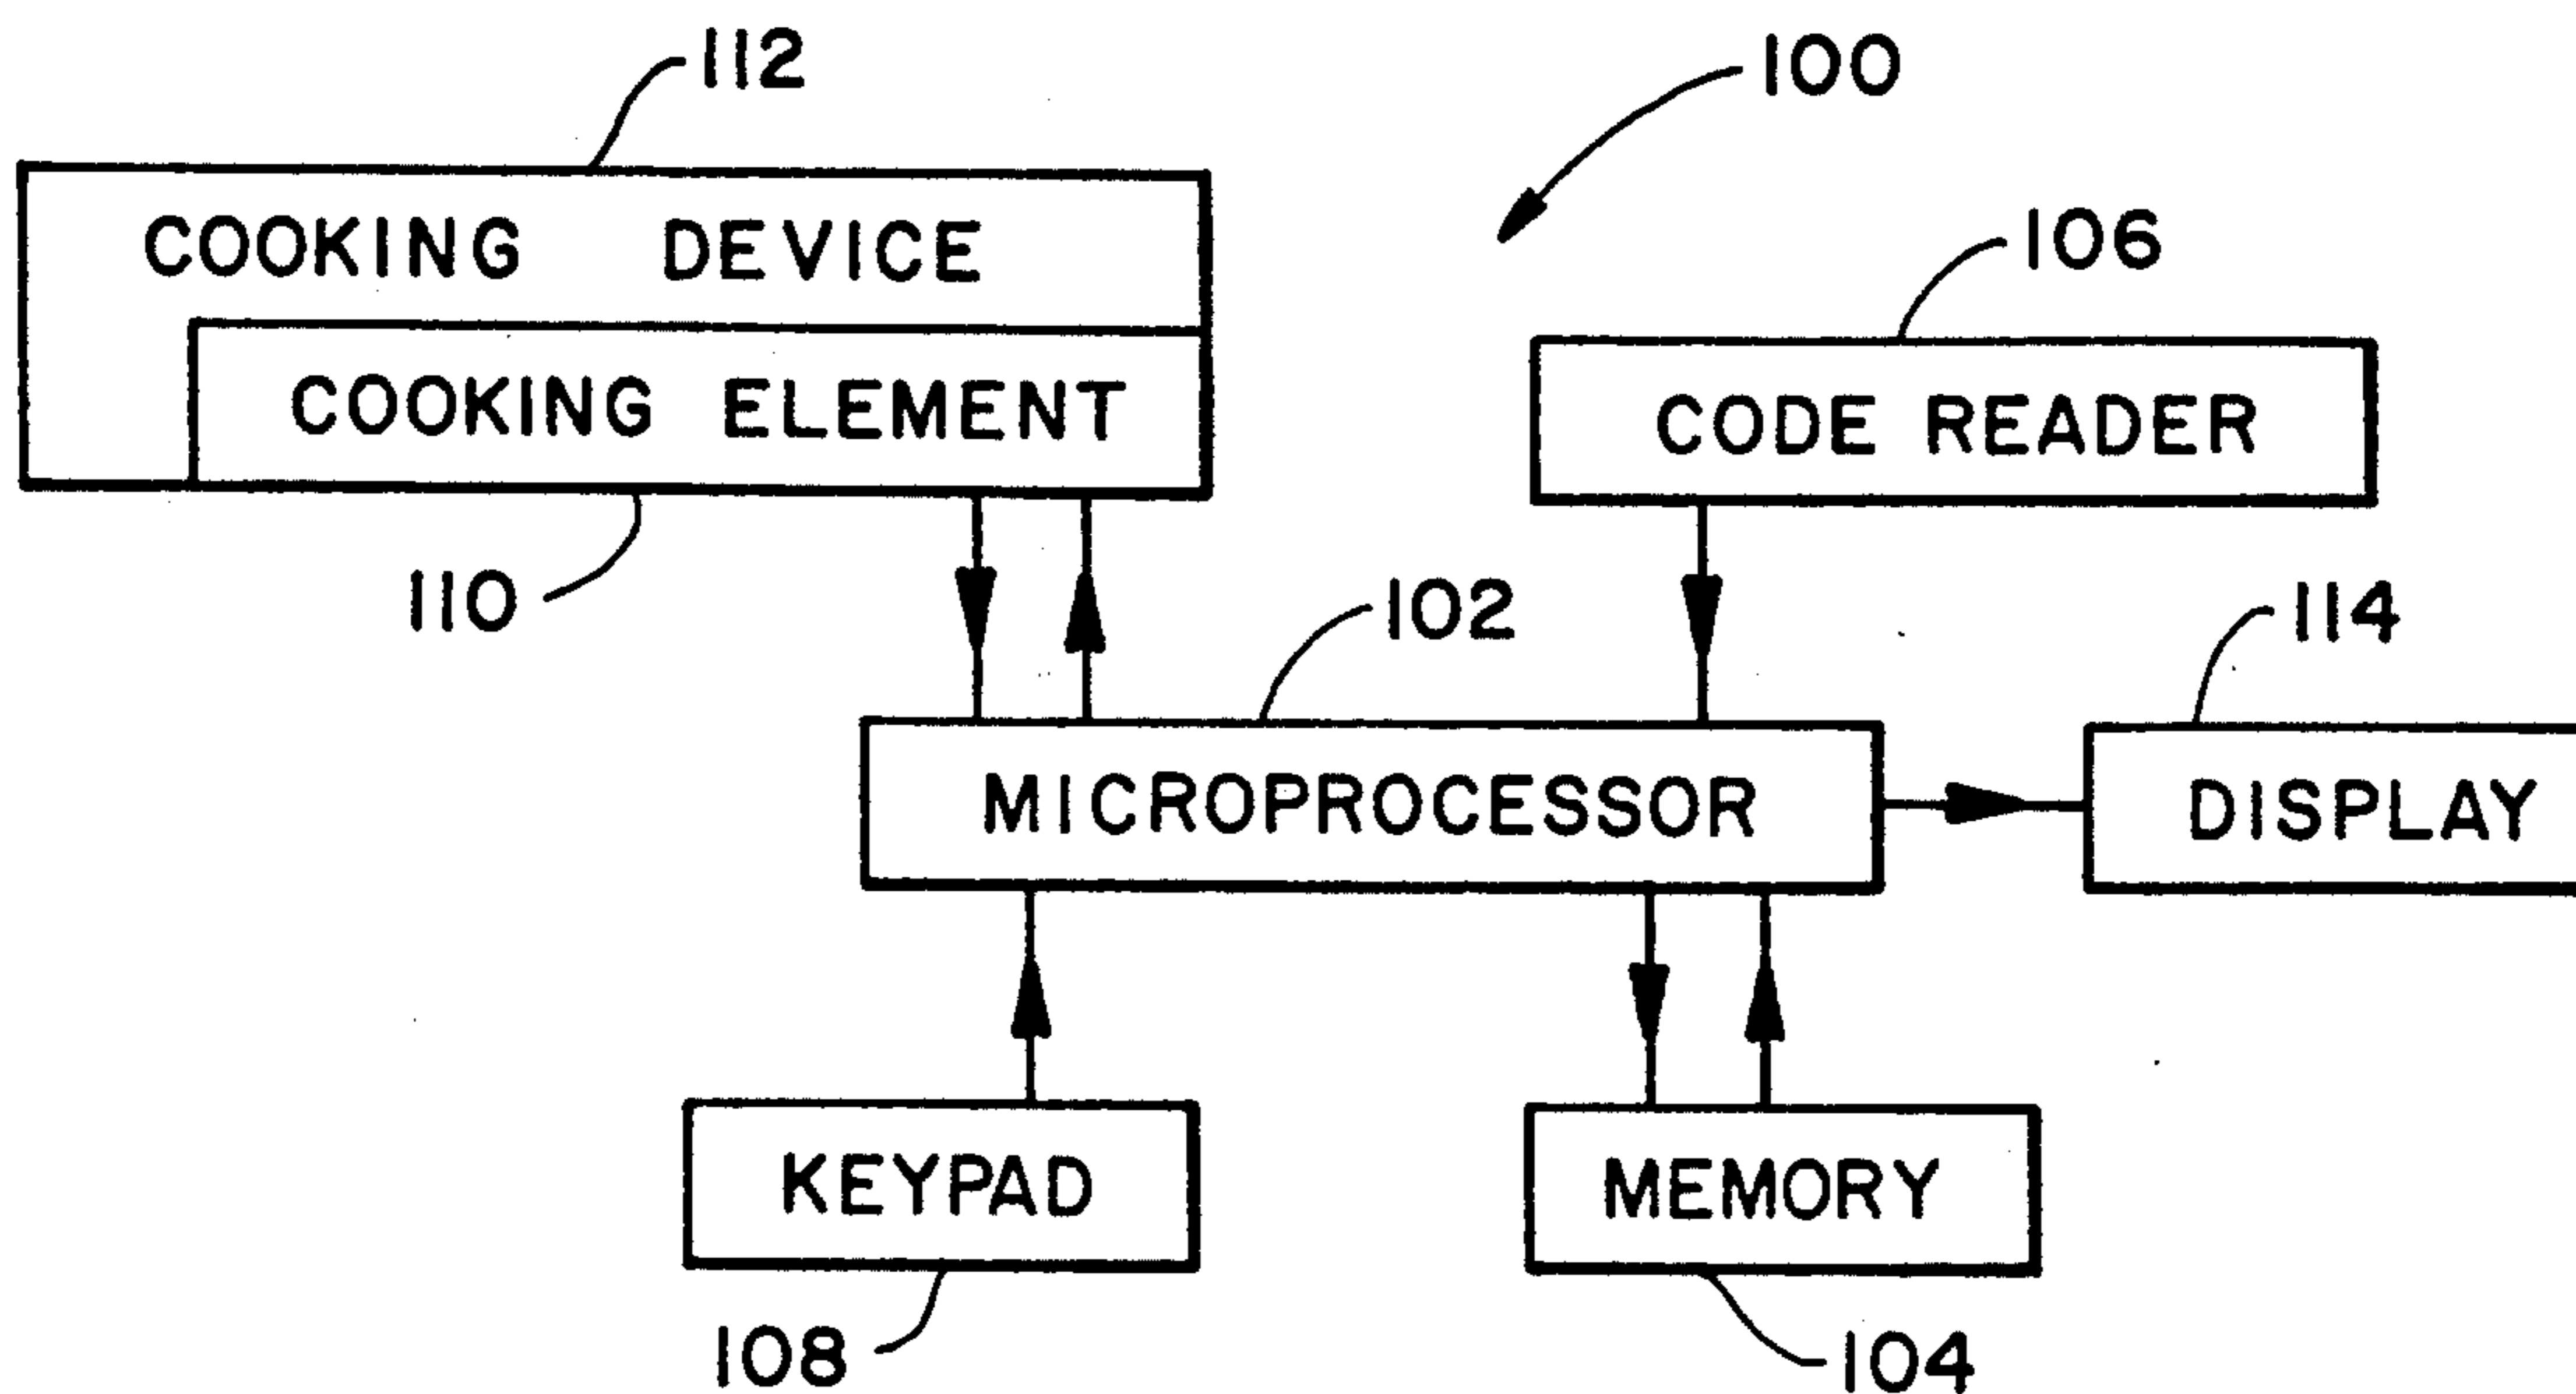 112
100
COOKING DEVICE
106
COOKING ELEMENT
CODE READER
110
102
114
MICROPROCESSOR
DISPLAY
KEYPAD
MEMORY
108
104